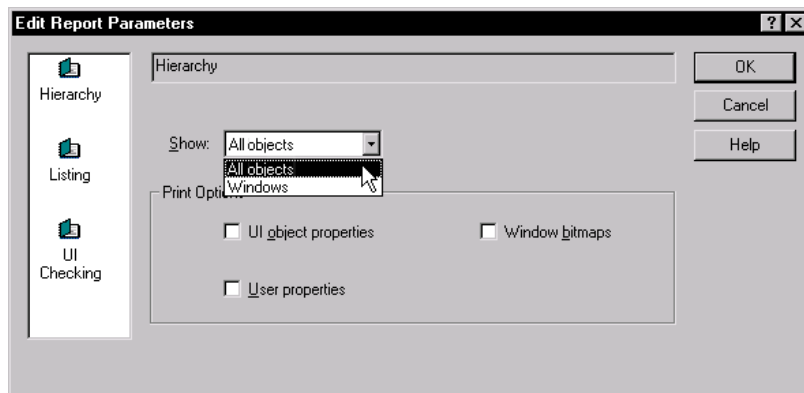 Edit Report Parameters
Hierarchy
Listing
UI
Checking
Hierarchy
Show: All objects
All objects
Windows
Print Opti
UI object properties
Window bitmaps
User properties
OK
Cancel
Help